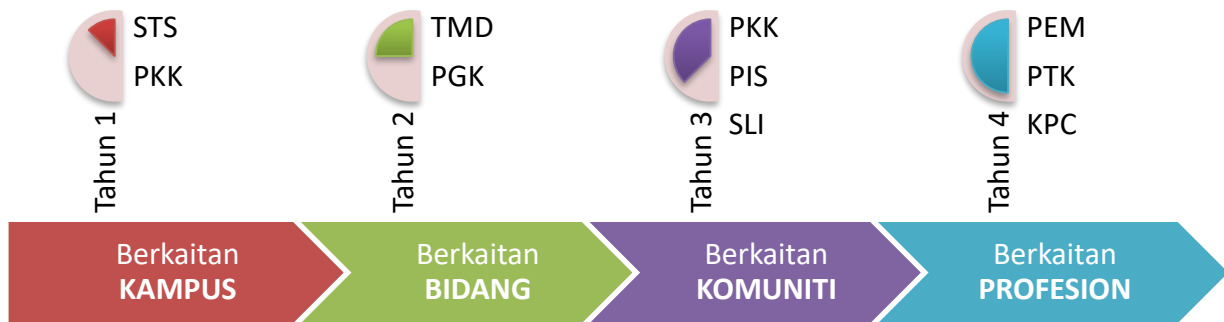 STS
PKK
Tahun 1
TMD
PGK
Tahun 2
PKK
PIS
SLI
Tahun 3
PEM
PTK
KPC
Tahun 4
Berkaitan
KAMPUS
Berkaitan
BIDANG
Berkaitan
KOMUNITI
Berkaitan
PROFESION